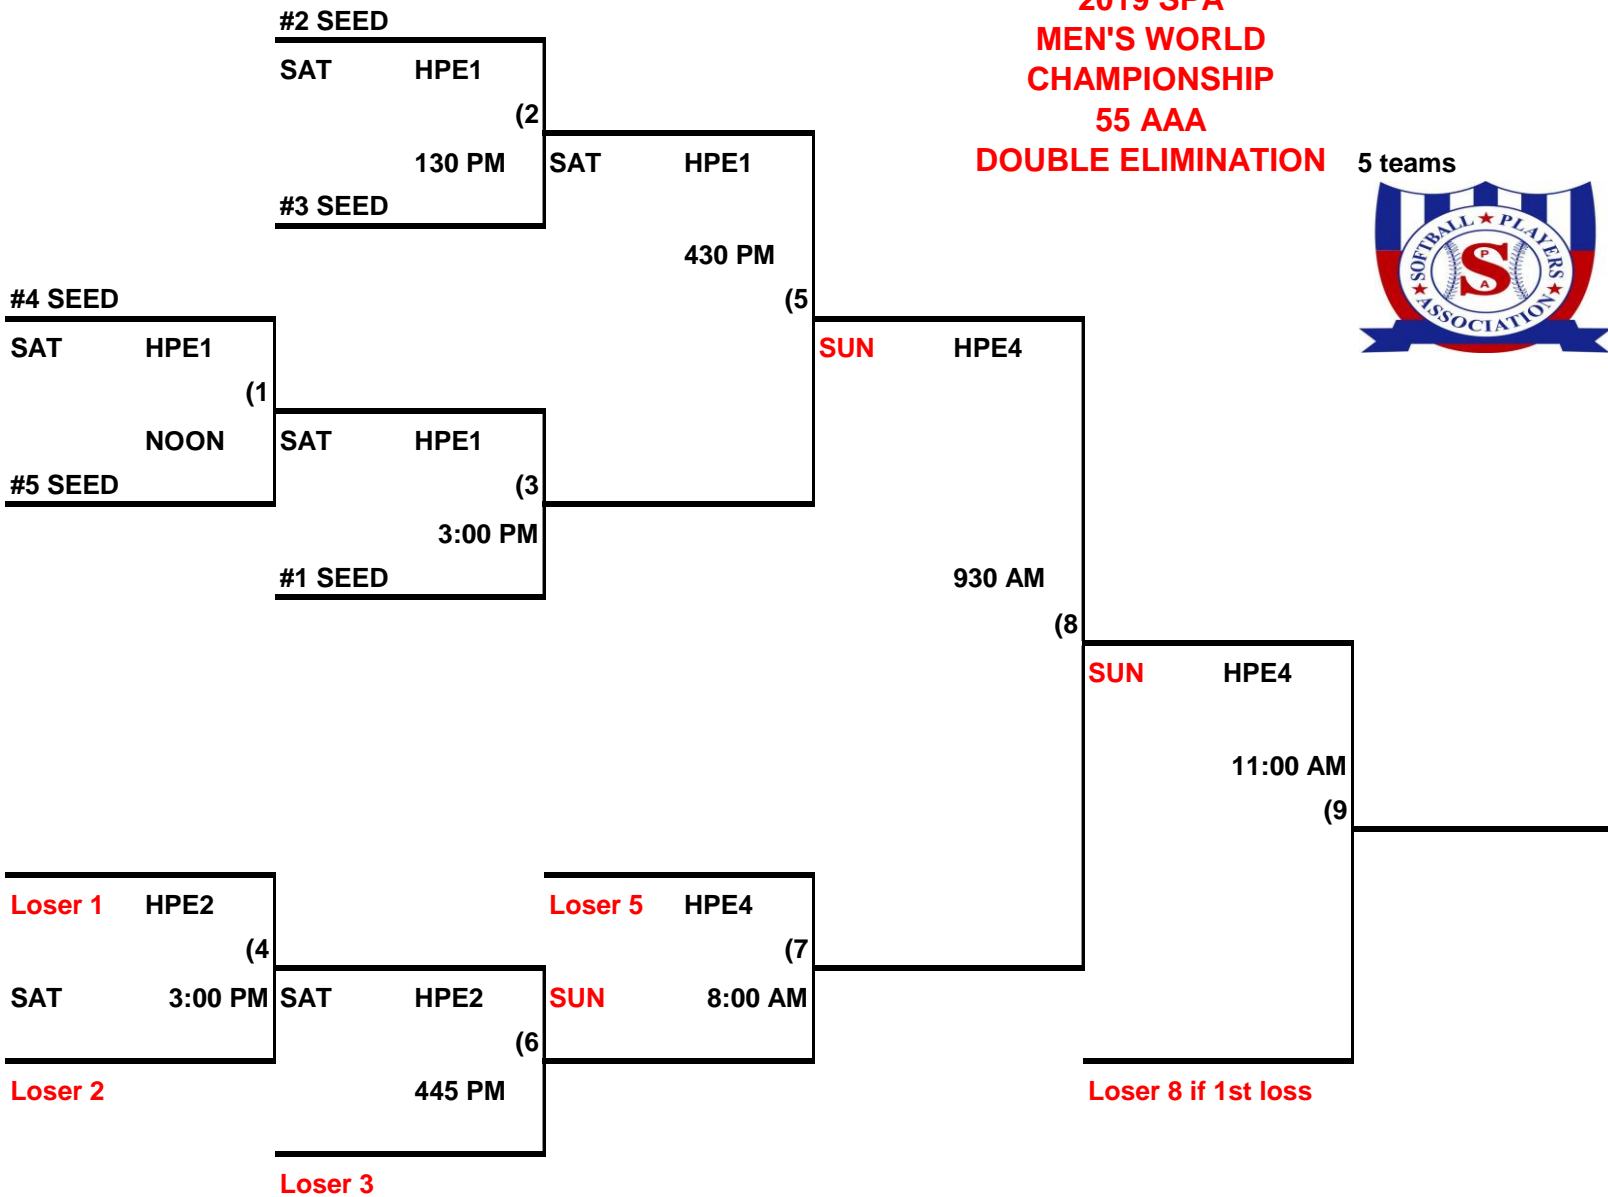 2019 SPA
MEN'S WORLD
CHAMPIONSHIP
55 AAA
DOUBLE ELIMINATION 5 teams
SOFTBALL ★ PLAYERS ★ ASSOCIATION ★
S
P
A
#2 SEED
SAT HPE1
(2
130 PM
#3 SEED
SAT HPE1
430 PM
(5
#4 SEED
SAT HPE1
(1
NOON
#5 SEED
SAT HPE1
(3
3:00 PM
#1 SEED
SUN HPE4
930 AM
(8
SUN HPE4
11:00 AM
(9
Loser 1 HPE2
(4
SAT 3:00 PM
Loser 2
SAT HPE2
(6
445 PM
Loser 3
Loser 5 HPE4
(7
SUN 8:00 AM
Loser 8 if 1st loss